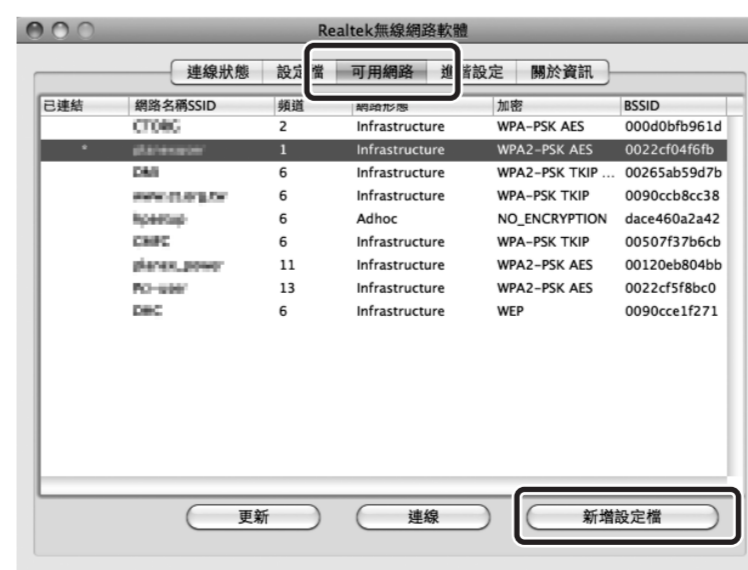 Realtek無線網路軟體
連線狀態 設定檔 可用網路 進階設定 關於資訊
已連結 網路名稱SSID 頻道 網路形態 加密 BSSID
2 Infrastructure WPA-PSK AES 000d0bfb961d
* 1 Infrastructure WPA2-PSK AES 0022cf04f6fb
6 Infrastructure WPA2-PSK TKIP ... 00265ab59d7b
6 Infrastructure WPA-PSK TKIP 0090ccb8cc38
6 Adhoc NO_ENCRYPTION dace460a2a42
6 Infrastructure WPA-PSK TKIP 00507f37b6cb
11 Infrastructure WPA2-PSK AES 00120eb804bb
13 Infrastructure WPA2-PSK AES 0022cf5f8bc0
6 Infrastructure WEP 0090cce1f271
更新 連線 新增設定檔